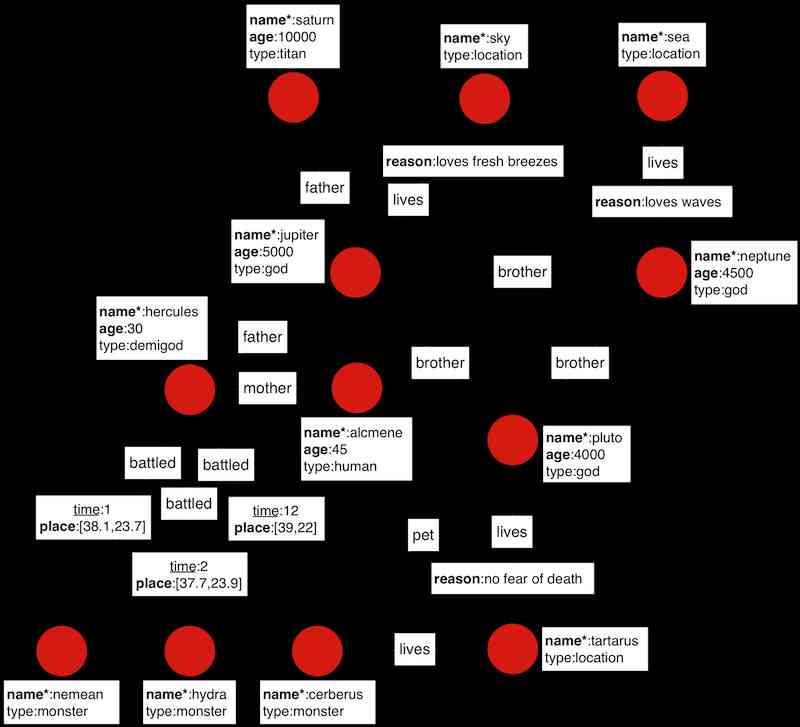 name*:saturn
age:10000
type:titan
name*:sky
type:location
name*:sea
type:location
reason:loves fresh breezes
lives
father
lives
reason:loves waves
name*:jupiter
age:5000
type:god
brother
name*:neptune
age:4500
type:god
name*:hercules
age:30
type:demigod
father
brother
brother
mother
name*:alcmene
age:45
type:human
name*:pluto
age:4000
type:god
battled
battled
battled
time:1
place:[38.1,23.7]
time:12
place:[39,22]
pet
lives
time:2
place:[37.7,23.9]
reason:no fear of death
lives
name*:tartarus
type:location
name*:nemean
type:monster
name*:hydra
type:monster
name*:cerberus
type:monster